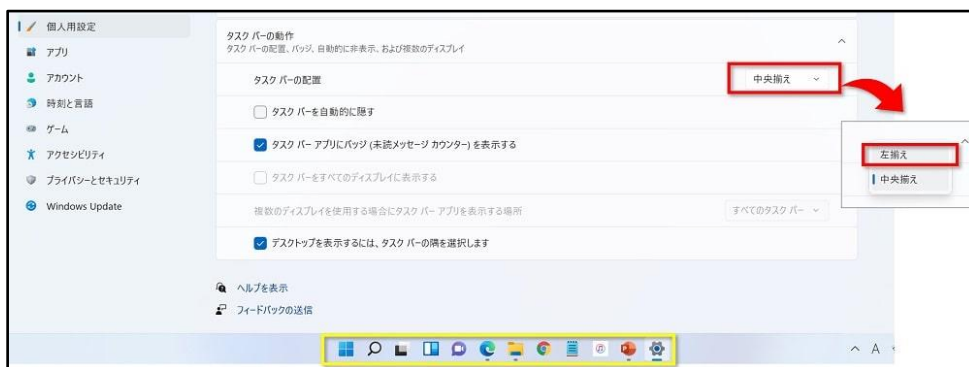 個人用設定
アプリ
アカウント
時刻と言語
ゲーム
アクセシビリティ
プライバシーとセキュリティ
Windows Update
タスク バーの動作
タスク バーの配置、バッジ、自動的に非表示、および複数のディスプレイ
タスク バーの配置
中央揃え
タスク バーを自動的に隠す
タスク バー アプリにバッジ (未読メッセージ カウンター) を表示する
タスク バーをすべてのディスプレイに表示する
複数のディスプレイを使用する場合にタスク バー アプリを表示する場所
すべてのタスク バー
デスクトップを表示するには、タスク バーの隅を選択します
左揃え
中央揃え
ヘルプを表示
フィードバックの送信
A